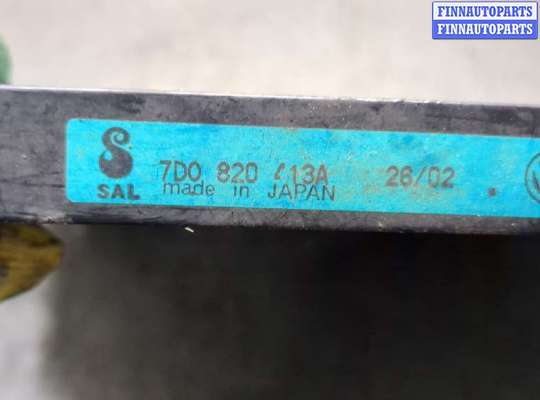 FINNAUTOPARTS
FINNAUTOPARTS
7D0 820 413A 26/02 .
SAL made in JAPAN